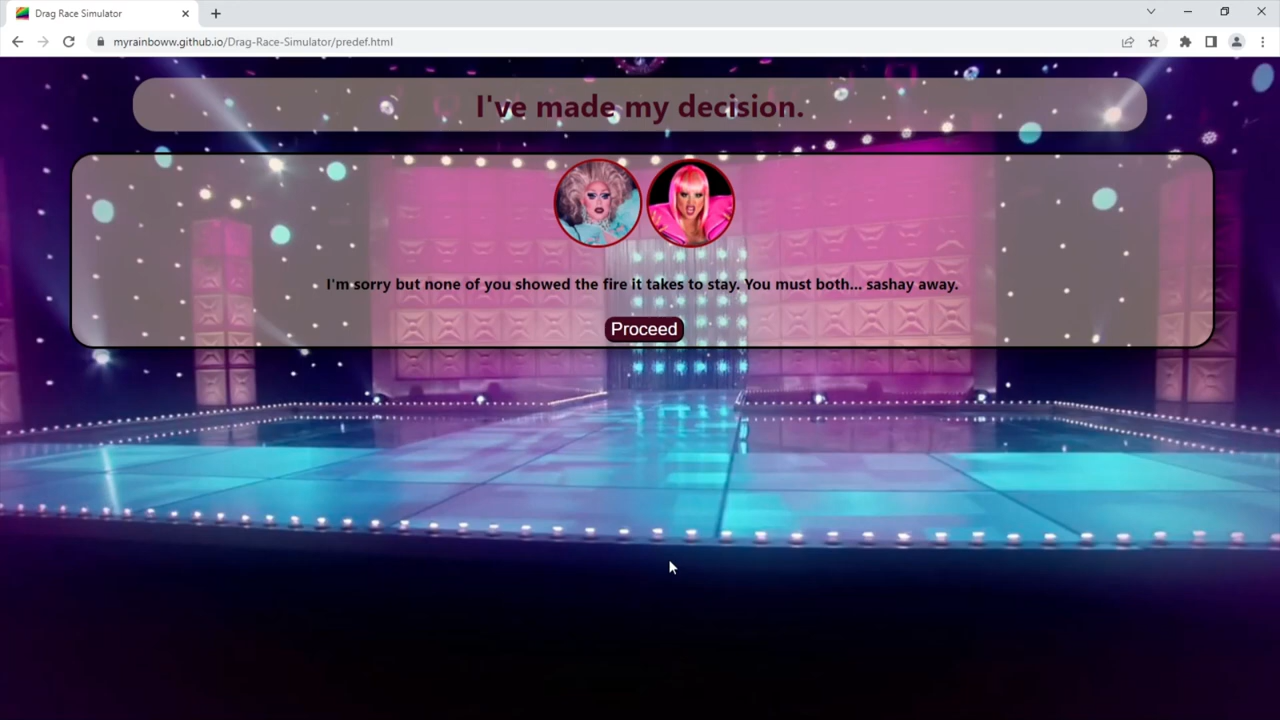 Drag Race Simulator
myrainboww.github.io/Drag-Race-Simulator/predef.html
I've made my decision.
I'm sorry but none of you showed the fire it takes to stay. You must both... sashay away.
Proceed